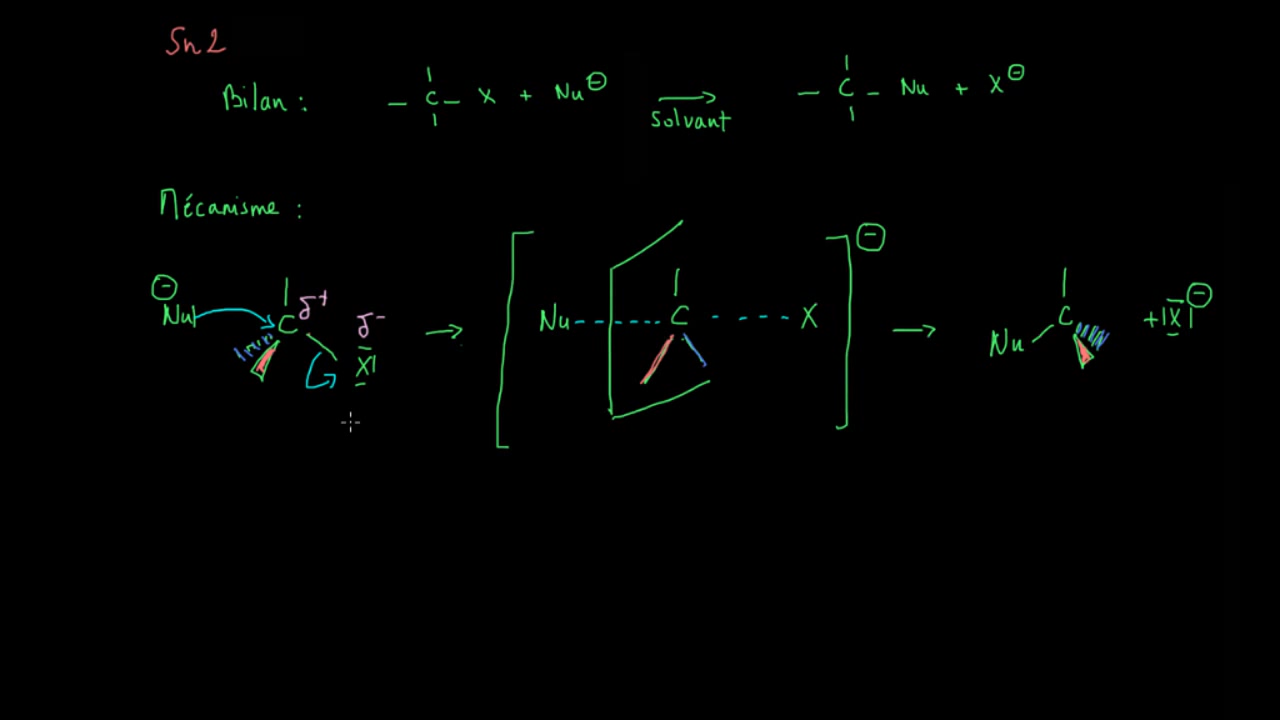 Sn2
Bilan : – C – X + Nu⊖ → solvant – C – Nu + X⊖
Mécanisme :
⊖ Nu| C δ+ δ- X| → [ Nu C X ]⊖ → Nu C + |X|⊖